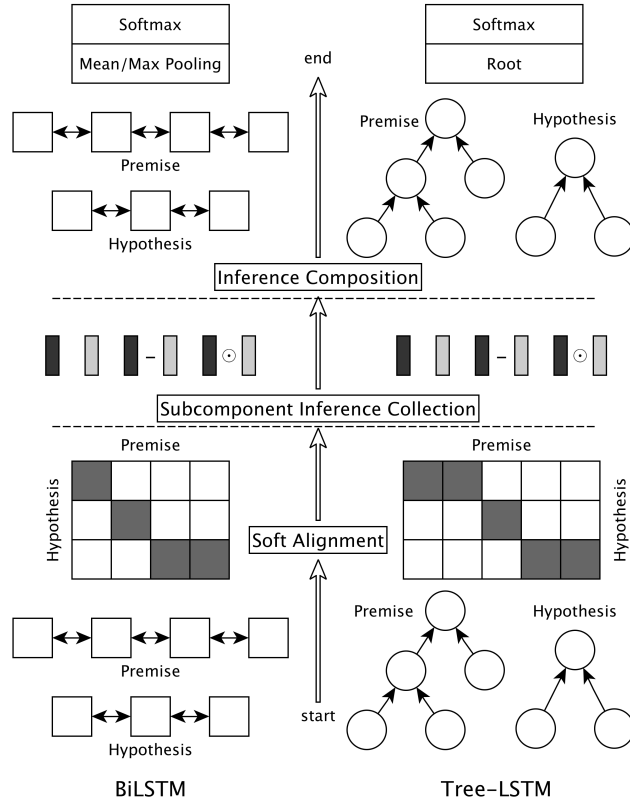 Softmax
Mean/Max Pooling
end
Softmax
Root
Premise
Hypothesis
Premise
Hypothesis
Inference Composition
−
⊙
−
⊙
Subcomponent Inference Collection
Premise
Hypothesis
Premise
Hypothesis
Soft Alignment
Premise
Hypothesis
Premise
Hypothesis
start
BiLSTM
Tree-LSTM